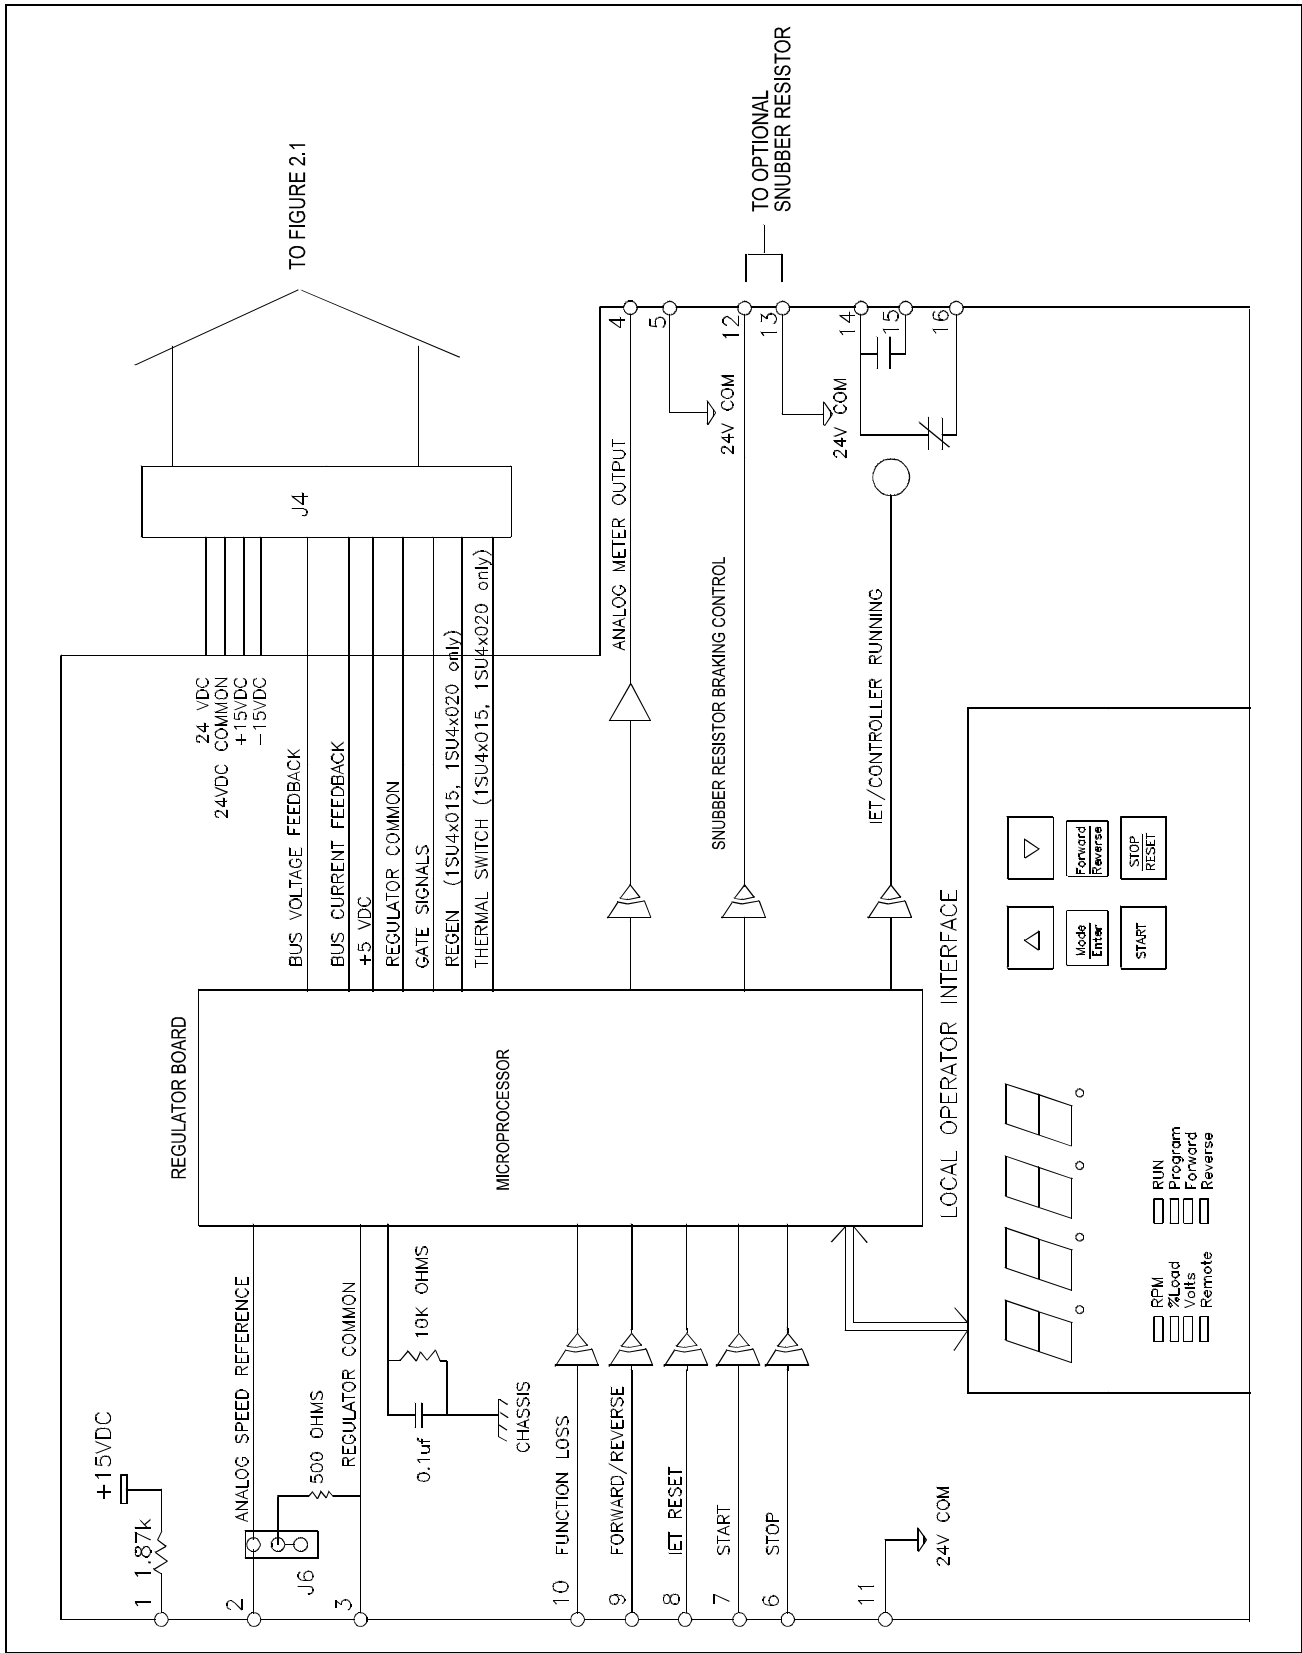 TO FIGURE 2.1
TO OPTIONAL
SNUBBER RESISTOR
J4
24 VDC
24VDC COMMON
+15VDC
−15VDC
BUS VOLTAGE FEEDBACK
BUS CURRENT FEEDBACK
+5 VDC
REGULATOR COMMON
GATE SIGNALS
REGEN (1SU4x015, 1SU4x020 only)
THERMAL SWITCH (1SU4x015, 1SU4x020 only)
4
5
12
13
14
15
16
ANALOG METER OUTPUT
24V COM
SNUBBER RESISTOR BRAKING CONTROL
24V COM
IET/CONTROLLER RUNNING
REGULATOR BOARD
MICROPROCESSOR
+15VDC
1
1.87k
2
ANALOG SPEED REFERENCE
J6
500 OHMS
3
REGULATOR COMMON
10K OHMS
0.1uf
CHASSIS
10
FUNCTION LOSS
9
FORWARD/REVERSE
8
IET RESET
7
START
6
STOP
11
24V COM
LOCAL OPERATOR INTERFACE
Mode
Enter
Forward
Reverse
START
STOP
RESET
RPM
%Load
Volts
Remote
RUN
Program
Forward
Reverse